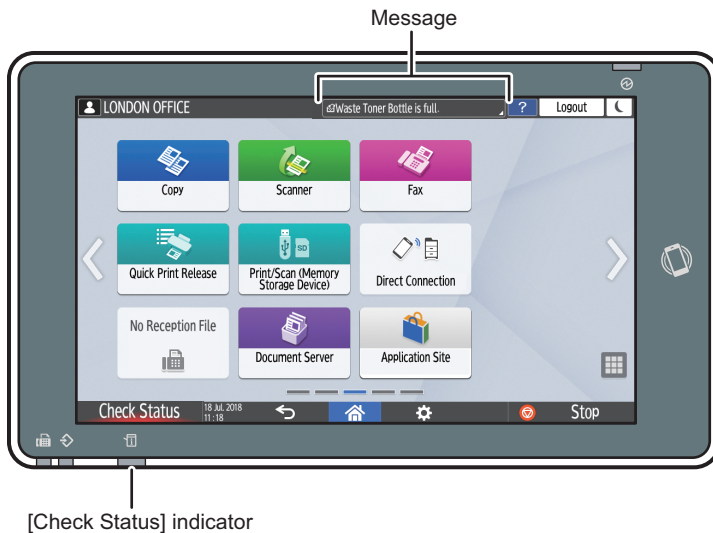 Message
LONDON OFFICE
Waste Toner Bottle is full.
?
Logout
Copy
Scanner
Fax
Quick Print Release
SD
Print/Scan (Memory
Storage Device)
Direct Connection
No Reception File
Document Server
Application Site
Check Status
18 Jul. 2018
11:18
Stop
[Check Status] indicator